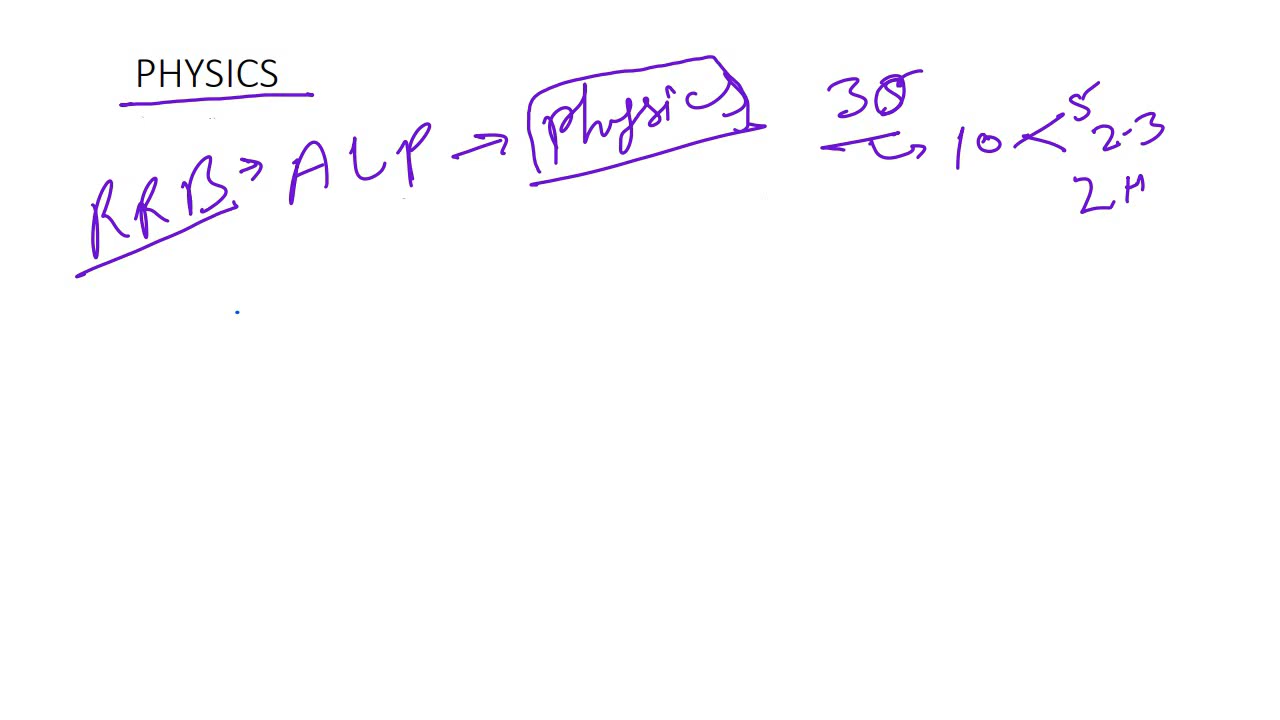 PHYSICS
RRB → ALP → physics 30 → 10 < 5
2-3
2